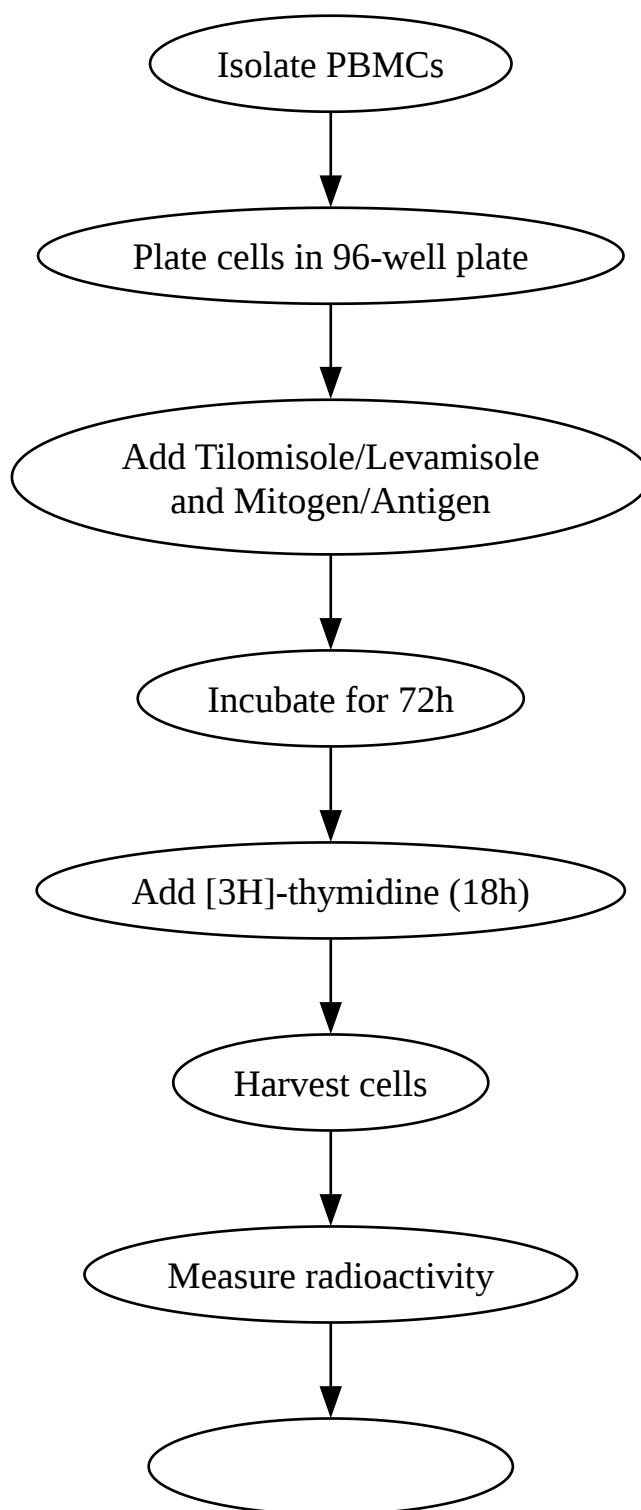 Isolate PBMCs
Plate cells in 96-well plate
Add Tilomisole/Levamisole
and Mitogen/Antigen
Incubate for 72h
Add [3H]-thymidine (18h)
Harvest cells
Measure radioactivity